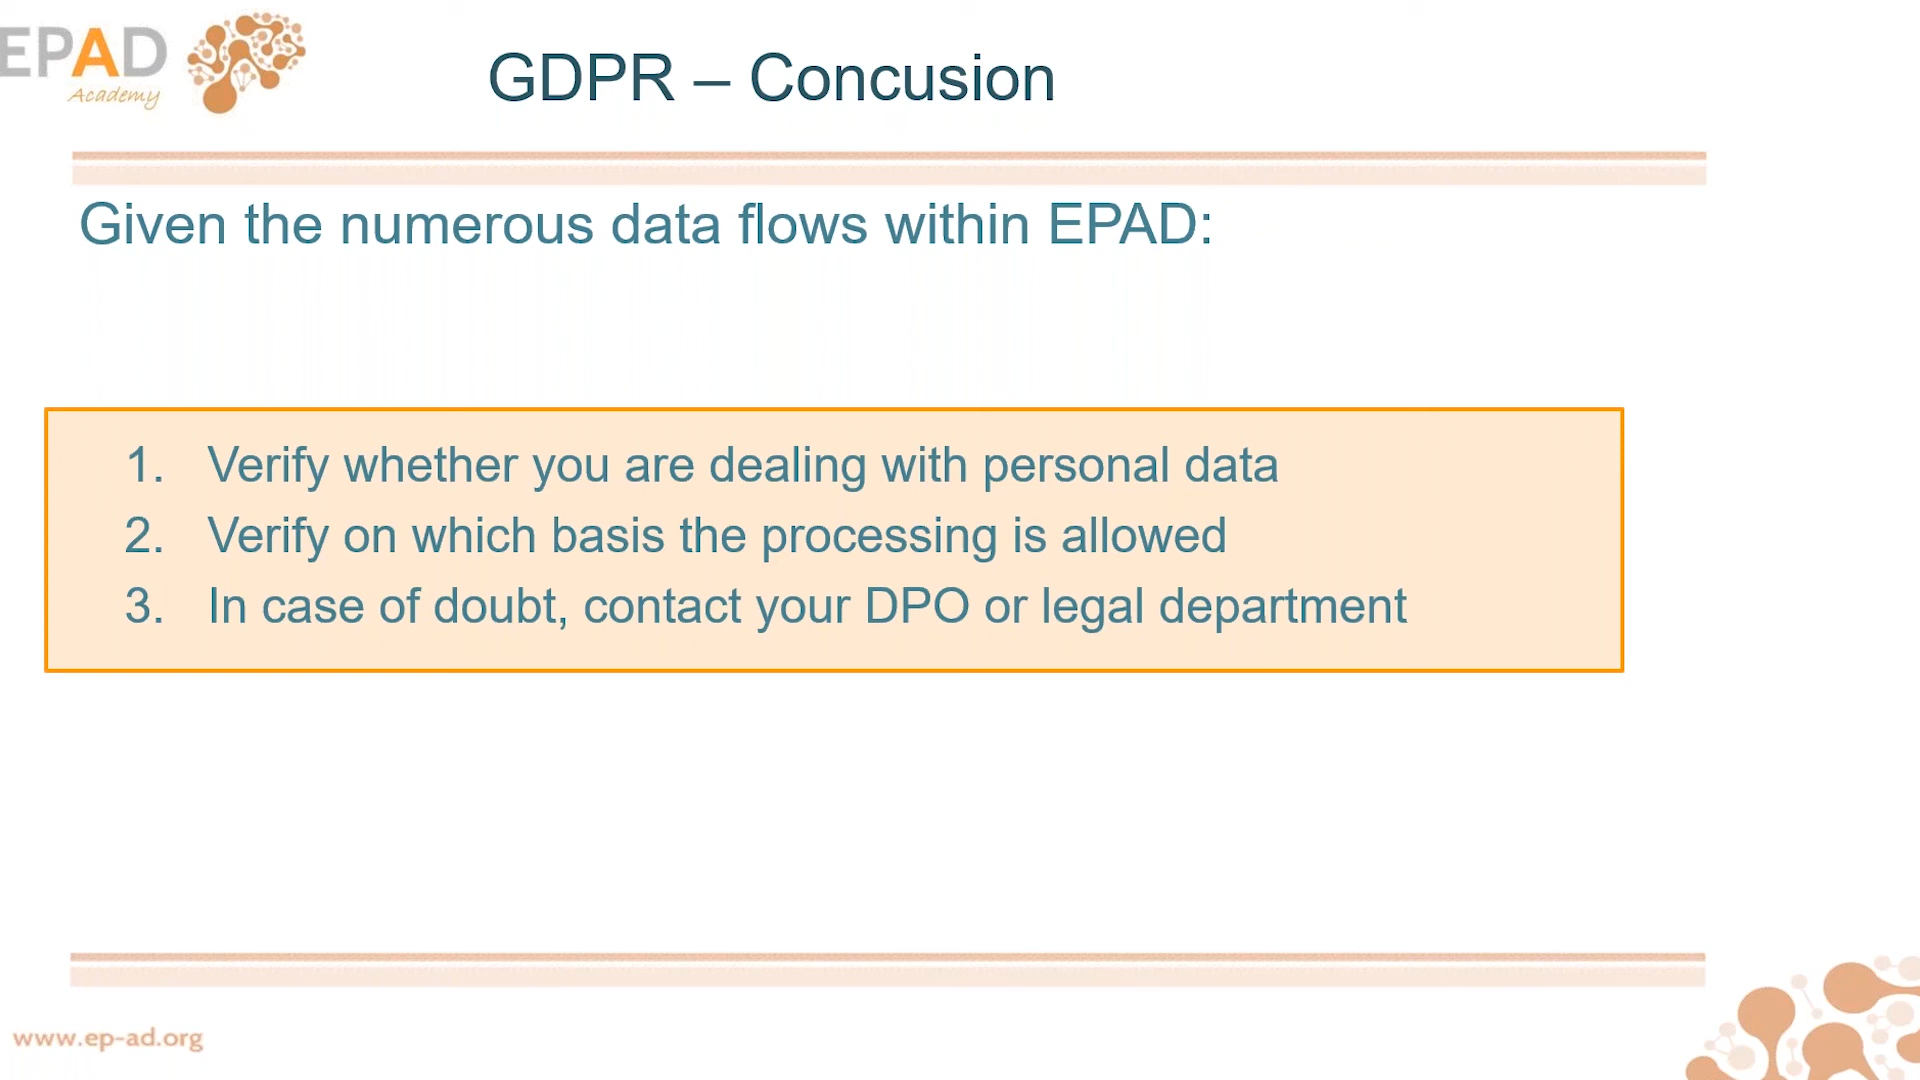 EPAD
Academy
GDPR – Concusion
Given the numerous data flows within EPAD:
1. Verify whether you are dealing with personal data
2. Verify on which basis the processing is allowed
3. In case of doubt, contact your DPO or legal department
www.ep-ad.org